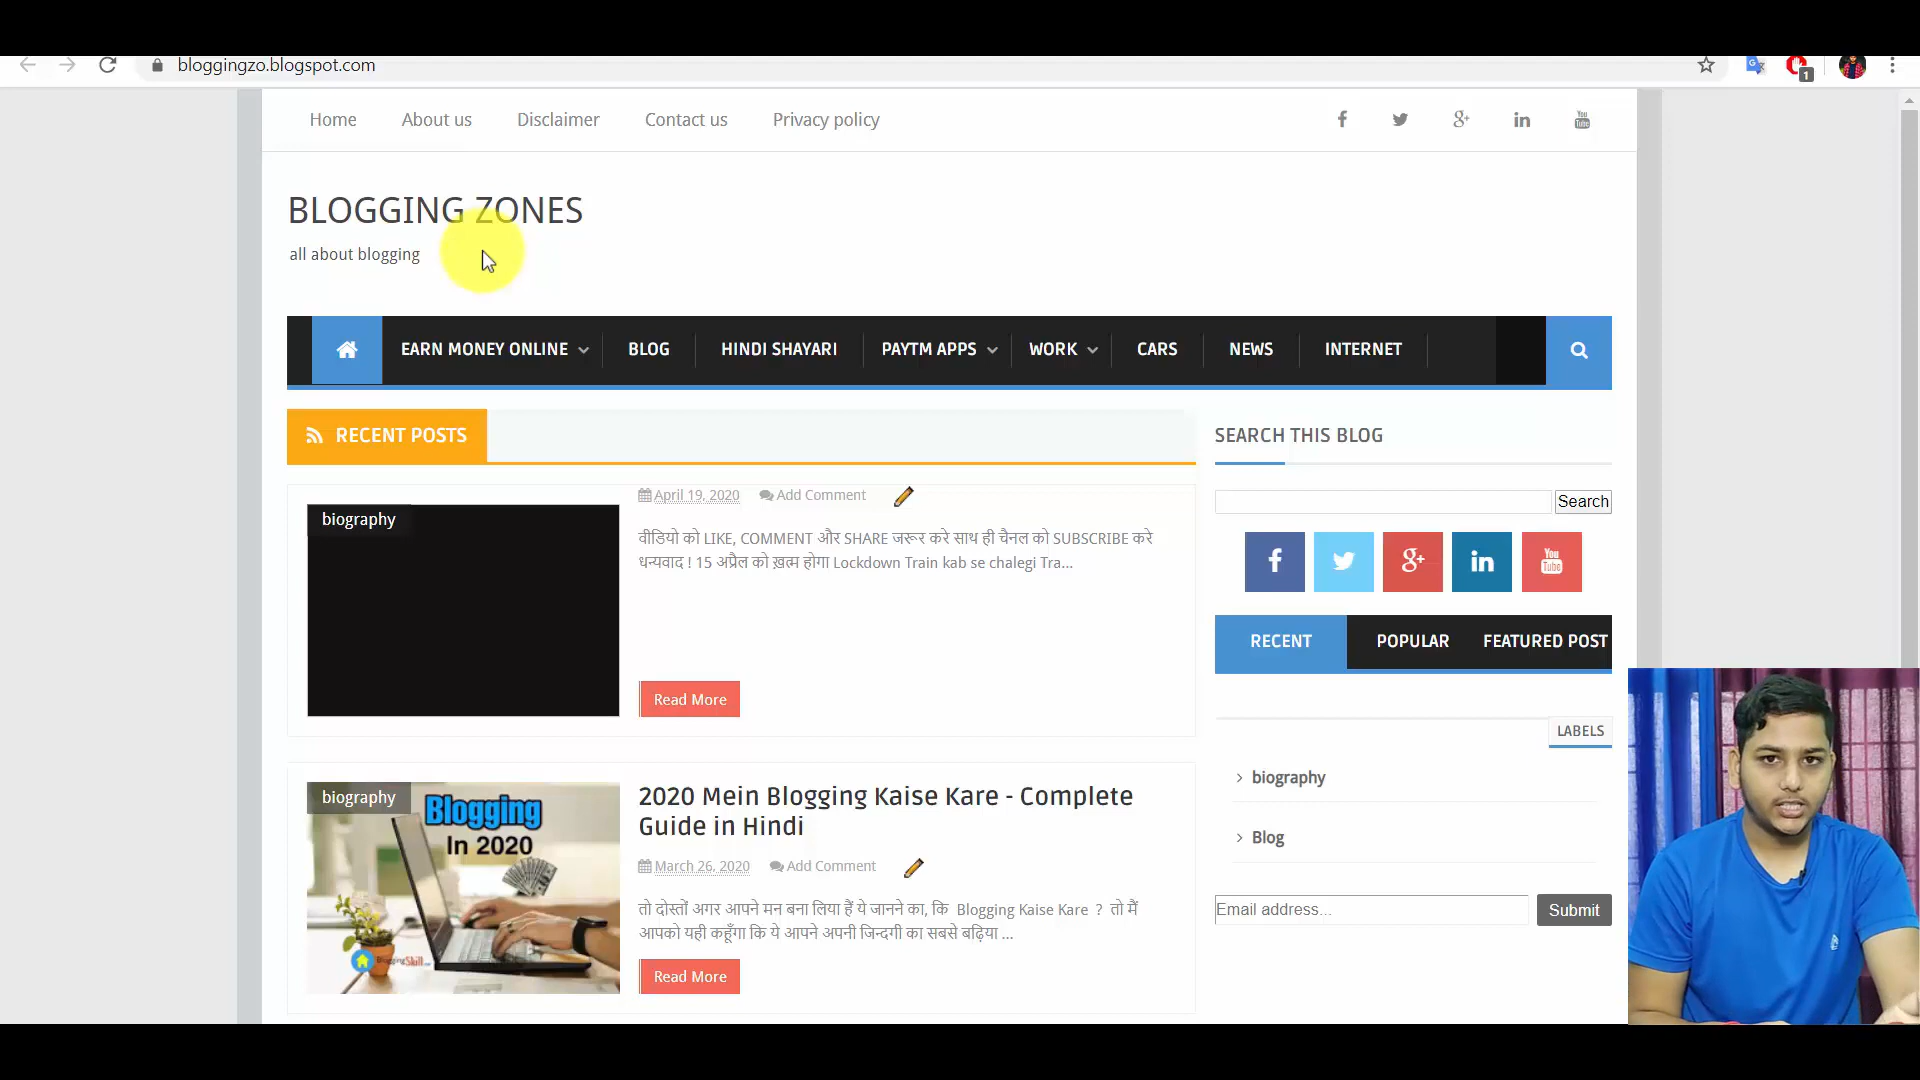 bloggingzo.blogspot.com
1
Home About us Disclaimer Contact us Privacy policy
BLOGGING ZONES
all about blogging
EARN MONEY ONLINE BLOG HINDI SHAYARI PAYTM APPS WORK CARS NEWS INTERNET
RECENT POSTS
SEARCH THIS BLOG
Search
biography
April 19, 2020 Add Comment
वीडियो को LIKE, COMMENT और SHARE जरूर करे साथ ही चैनल को SUBSCRIBE करे
धन्यवाद ! 15 अप्रैल को ख़त्म होगा Lockdown Train kab se chalegi Tra...
Read More
You Tube
RECENT POPULAR FEATURED POST
LABELS
biography
Blog
Email address... Submit
biography
Blogging
In 2020
2020 Mein Blogging Kaise Kare - Complete
Guide in Hindi
March 26, 2020 Add Comment
तो दोस्तों अगर आपने मन बना लिया हैं ये जानने का, कि Blogging Kaise Kare ? तो मैं
आपको यही कहूँगा कि ये आपने अपनी जिन्दगी का सबसे बढ़िया ...
Read More